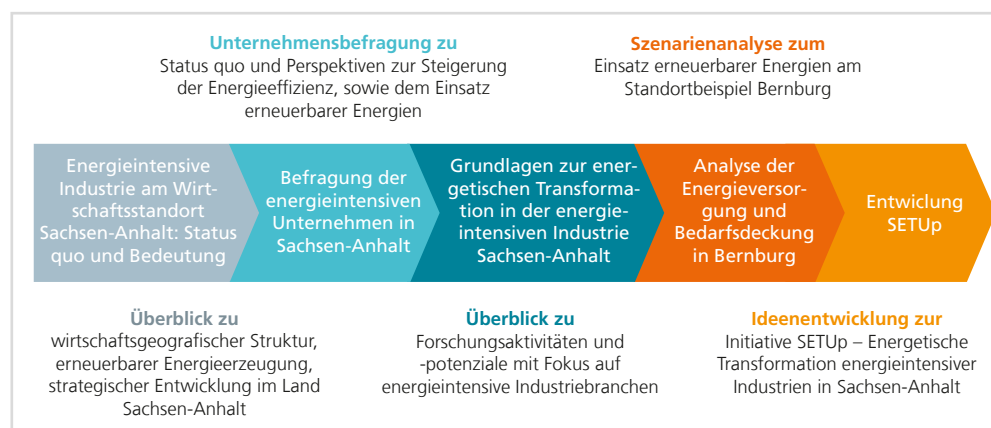 Unternehmensbefragung zu
Status quo und Perspektiven zur Steigerung
der Energieeffizienz, sowie dem Einsatz
erneuerbarer Energien
Szenarienanalyse zum
Einsatz erneuerbarer Energien am
Standortbeispiel Bernburg
Energieintensive
Industrie am Wirt-
schaftsstandort
Sachsen-Anhalt: Status
quo und Bedeutung
Befragung der
energieintensiven
Unternehmen in
Sachsen-Anhalt
Grundlagen zur ener-
getischen Transforma-
tion in der energie-
intensiven Industrie
Sachsen-Anhalt
Analyse der
Energieversor-
gung und
Bedarfsdeckung
in Bernburg
Entwiclung
SETUp
Überblick zu
wirtschaftsgeografischer Struktur,
erneuerbarer Energieerzeugung,
strategischer Entwicklung im Land
Sachsen-Anhalt
Überblick zu
Forschungsaktivitäten und
-potenziale mit Fokus auf
energieintensive Industriebranchen
Ideenentwicklung zur
Initiative SETUp – Energetische
Transformation energieintensiver
Industrien in Sachsen-Anhalt